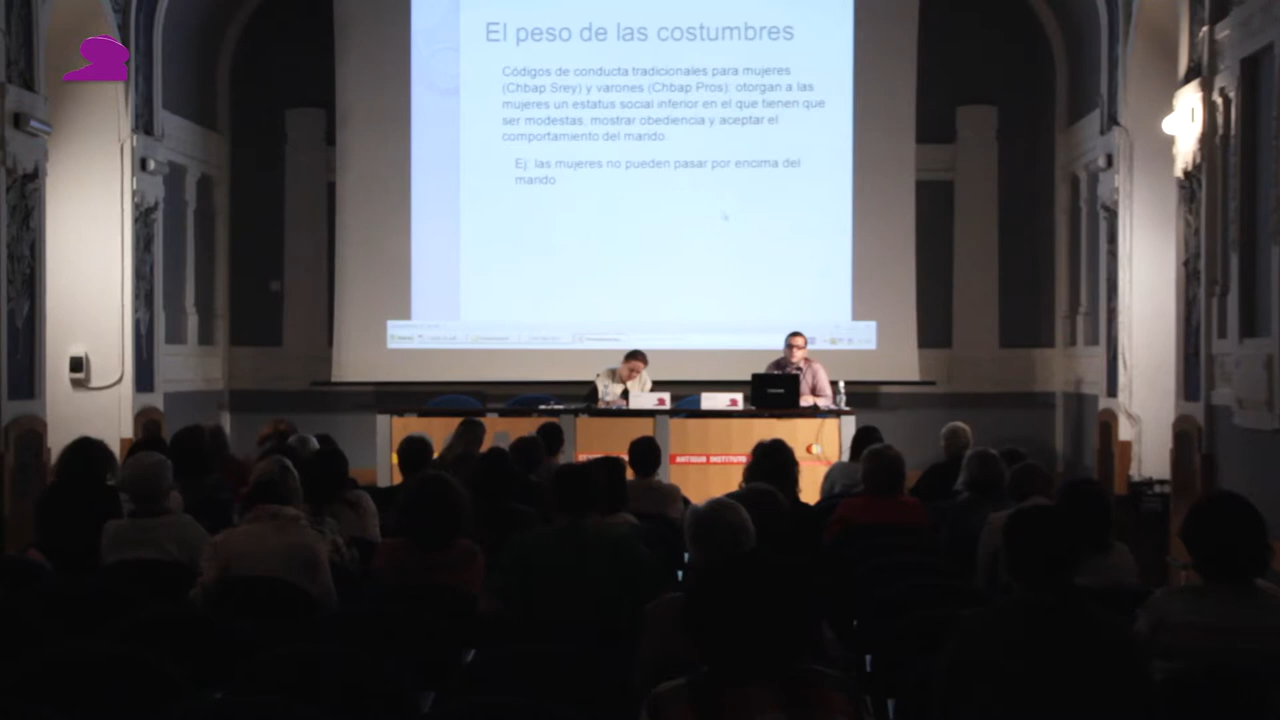 El peso de las costumbres
Códigos de conducta tradicionales para mujeres
(Chbap Srey) y varones (Chbap Pros): otorgan a las
mujeres un estatus social inferior en el que tienen que
ser modestas, mostrar obediencia y aceptar el
comportamiento del marido.
Ej: las mujeres no pueden pasar por encima del
marido
ANTIGUO INSTITUTO